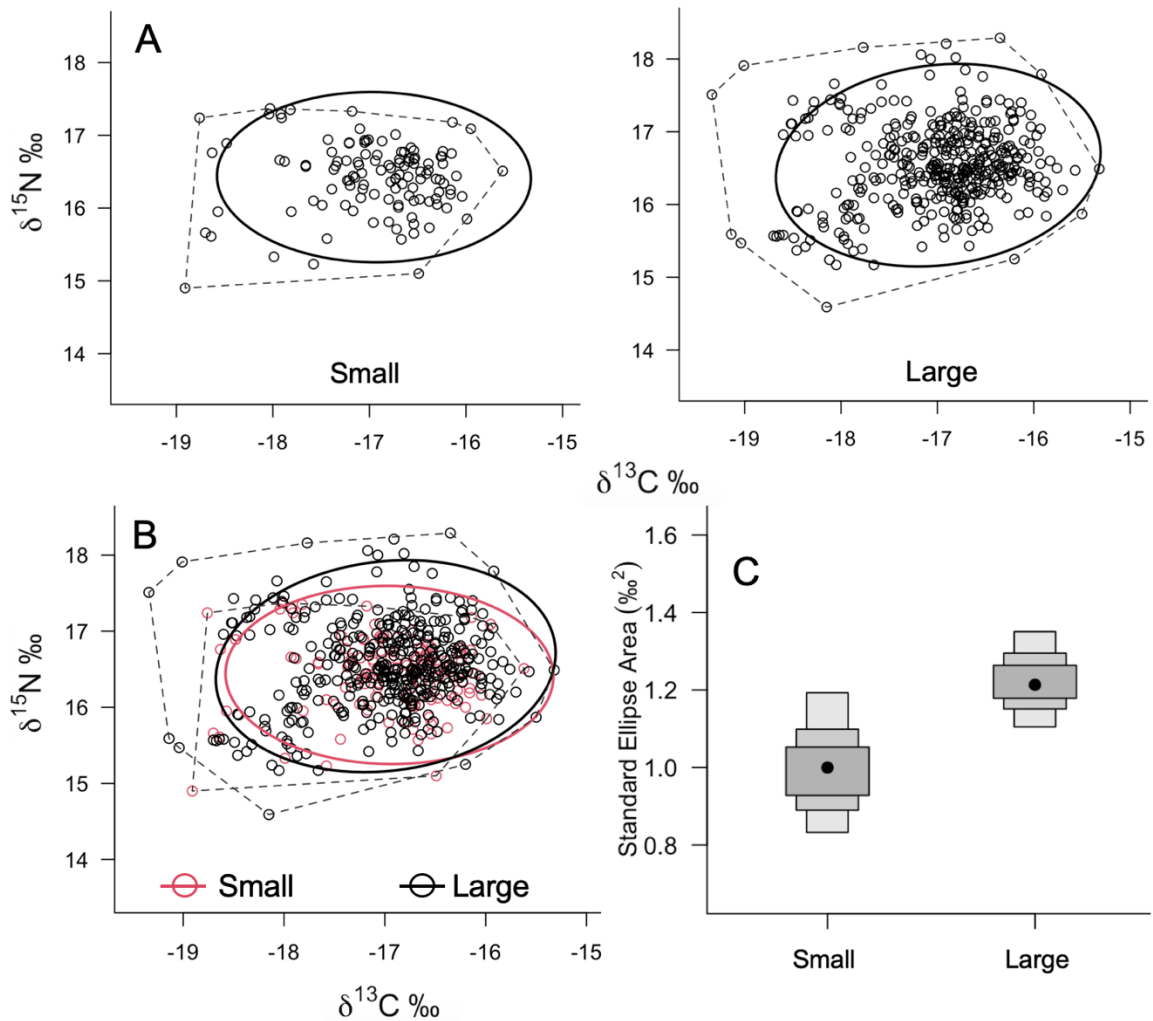 A
δ15N ‰
18
17
16
15
14
Small
-19 -18 -17 -16 -15
18
17
16
15
14
Large
-19 -18 -17 -16 -15
δ13C ‰
B
δ15N ‰
18
17
16
15
14
Small Large
-19 -18 -17 -16 -15
δ13C ‰
C
Standard Ellipse Area (‰2)
1.6
1.4
1.2
1.0
0.8
Small Large